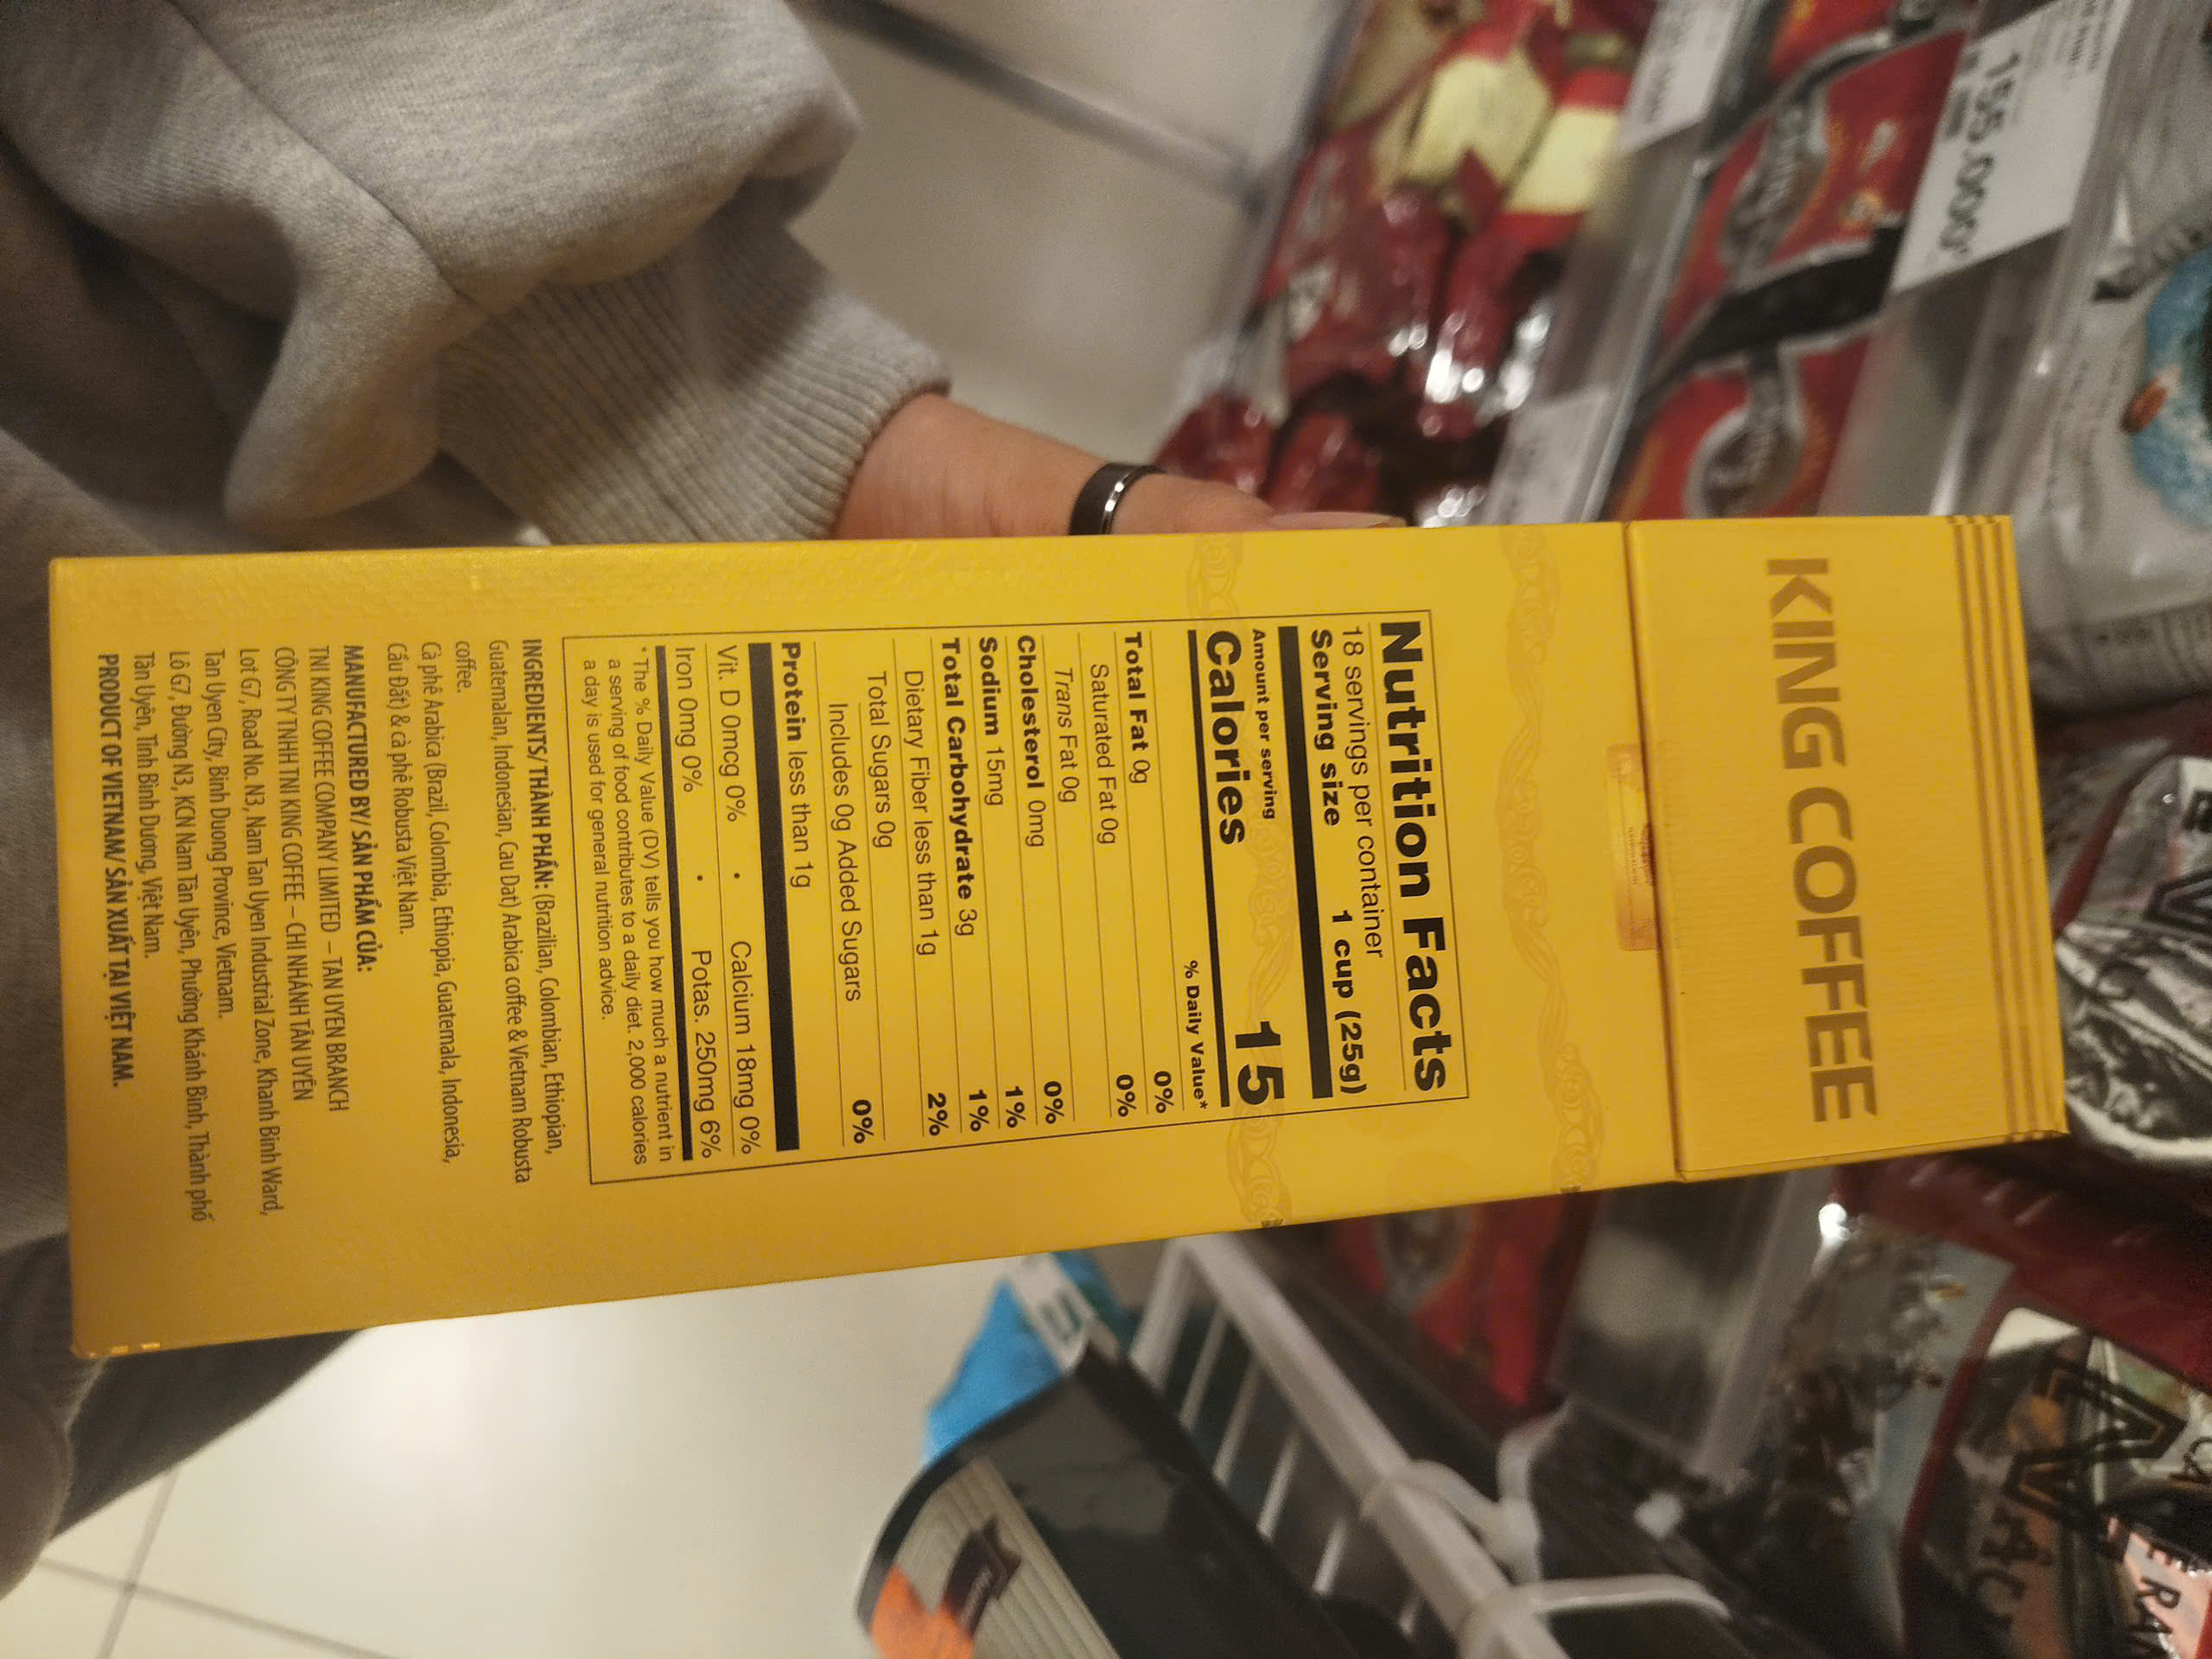 KING COFFEE
Nutrition Facts
18 servings per container
Serving size 1 cup (25g)
Amount per serving
Calories 15
% Daily Value*
Total Fat 0g 0%
Saturated Fat 0g 0%
Trans Fat 0g
Cholesterol 0mg 0%
Sodium 15mg 1%
Total Carbohydrate 3g 1%
Dietary Fiber less than 1g 2%
Total Sugars 0g
Includes 0g Added Sugars 0%
Protein less than 1g
Vit. D 0mcg 0% • Calcium 18mg 0%
Iron 0mg 0% • Potas. 250mg 6%
* The % Daily Value (DV) tells you how much a nutrient in
a serving of food contributes to a daily diet. 2,000 calories
a day is used for general nutrition advice.
INGREDIENTS/ THÀNH PHẦN: (Brazilian, Colombian, Ethiopian,
Guatemalan, Indonesian, Cau Dat) Arabica coffee & Vietnam Robusta
coffee.
Cà phê Arabica (Brazil, Colombia, Ethiopia, Guatemala, Indonesia,
Cầu Đất) & cà phê Robusta Việt Nam.
MANUFACTURED BY/ SẢN PHẨM CỦA:
TNI KING COFFEE COMPANY LIMITED – TAN UYEN BRANCH
CÔNG TY TNHH TNI KING COFFEE – CHI NHÁNH TÂN UYÊN
Lot G7, Road No. N3, Nam Tan Uyen Industrial Zone, Khanh Binh Ward,
Tan Uyen City, Binh Duong Province, Vietnam.
Lô G7, Đường N3, KCN Nam Tân Uyên, Phường Khánh Bình, Thành phố
Tân Uyên, Tỉnh Bình Dương, Việt Nam.
PRODUCT OF VIETNAM/ SẢN XUẤT TẠI VIỆT NAM.
155.000đ